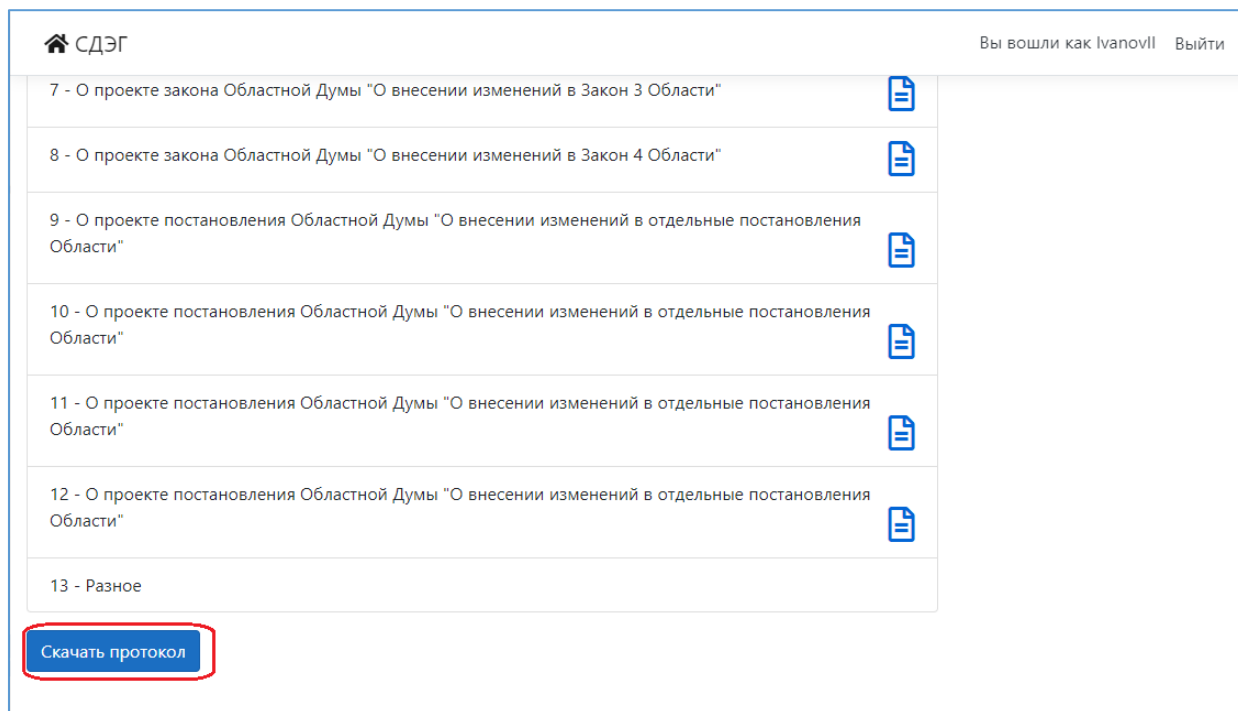 СДЭГ
Вы вошли как IvanovII Выйти
7 - О проекте закона Областной Думы "О внесении изменений в Закон 3 Области"
8 - О проекте закона Областной Думы "О внесении изменений в Закон 4 Области"
9 - О проекте постановления Областной Думы "О внесении изменений в отдельные постановления
Области"
10 - О проекте постановления Областной Думы "О внесении изменений в отдельные постановления
Области"
11 - О проекте постановления Областной Думы "О внесении изменений в отдельные постановления
Области"
12 - О проекте постановления Областной Думы "О внесении изменений в отдельные постановления
Области"
13 - Разное
Скачать протокол